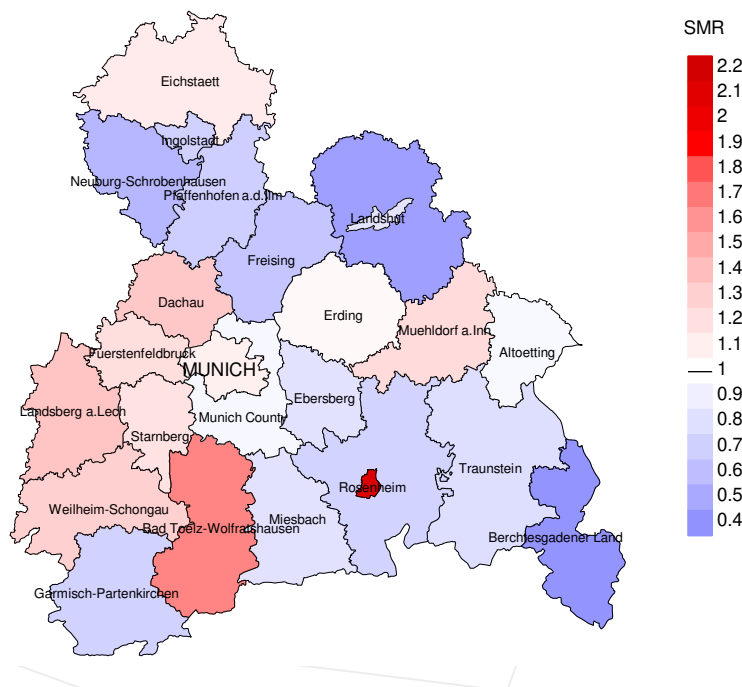 SMR
2.2
2.1
2
1.9
1.8
1.7
1.6
1.5
1.4
1.3
1.2
1.1
1
0.9
0.8
0.7
0.6
0.5
0.4
Eichstaett
Ingolstadt
Neuburg-Schrobenhausen
Pfaffenhofen a.d.Ilm
Landshut
Freising
Dachau
Erding
Muehldorf a.Inn
Fuerstenfeldbruck
Altoetting
MUNICH
Ebersberg
Landsberg a.Lech
Munich County
Starnberg
Traunstein
Rosenheim
Weilheim-Schongau
Miesbach
Bad Toelz-Wolfratshausen
Berchtesgadener Land
Garmisch-Partenkirchen